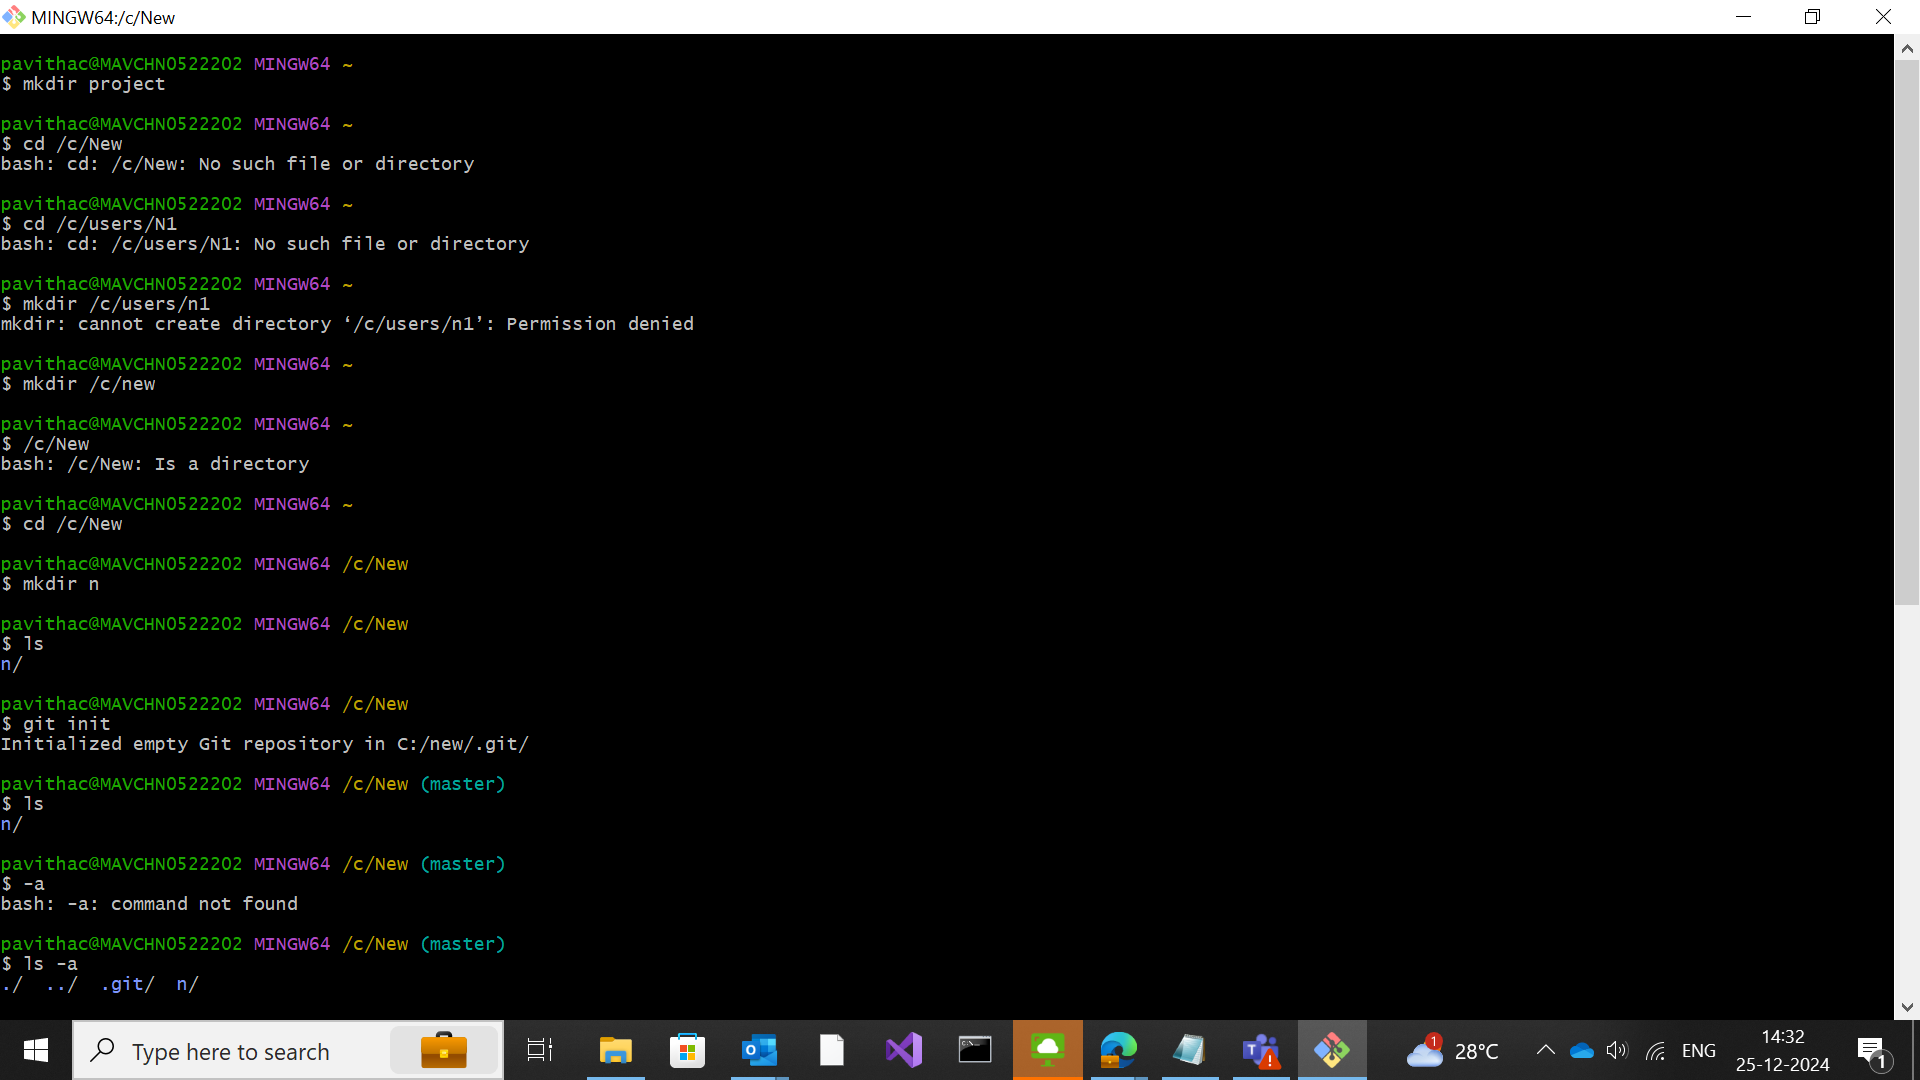 MINGW64:/c/New
pavithac@MAVCHN0522202 MINGW64 ~
$ mkdir project
pavithac@MAVCHN0522202 MINGW64 ~
$ cd /c/New
bash: cd: /c/New: No such file or directory
pavithac@MAVCHN0522202 MINGW64 ~
$ cd /c/users/N1
bash: cd: /c/users/N1: No such file or directory
pavithac@MAVCHN0522202 MINGW64 ~
$ mkdir /c/users/n1
mkdir: cannot create directory ‘/c/users/n1’: Permission denied
pavithac@MAVCHN0522202 MINGW64 ~
$ mkdir /c/new
pavithac@MAVCHN0522202 MINGW64 ~
$ /c/New
bash: /c/New: Is a directory
pavithac@MAVCHN0522202 MINGW64 ~
$ cd /c/New
pavithac@MAVCHN0522202 MINGW64 /c/New
$ mkdir n
pavithac@MAVCHN0522202 MINGW64 /c/New
$ ls
n/
pavithac@MAVCHN0522202 MINGW64 /c/New
$ git init
Initialized empty Git repository in C:/new/.git/
pavithac@MAVCHN0522202 MINGW64 /c/New (master)
$ ls
n/
pavithac@MAVCHN0522202 MINGW64 /c/New (master)
$ -a
bash: -a: command not found
pavithac@MAVCHN0522202 MINGW64 /c/New (master)
$ ls -a
./ ../ .git/ n/
Type here to search
1 28°C ENG 14:32
25-12-2024 1